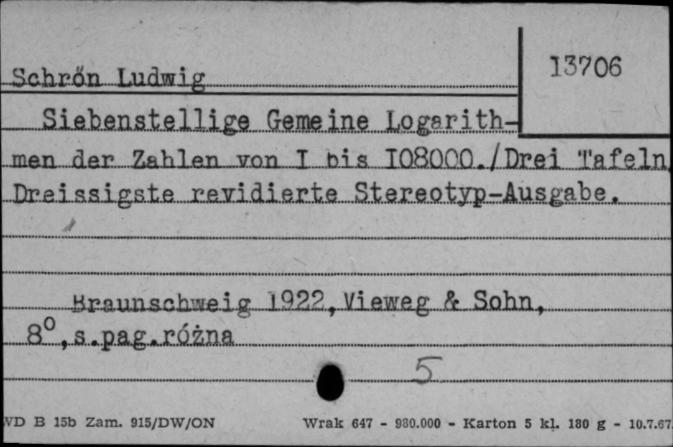 13706
Schrőn Ludwig
Siebenstellige Gemeine Logarith-
men der Zahlen von I bis I08000./Drei Tafeln
Dreissigste revidierte Stereotyp-Ausgabe.
Braunschweig 1922, Vieweg & Sohn,
8⁰,s.pag.różna
5
WD B 15b Zam. 915/DW/ON Wrak 647 - 980.000 - Karton 5 kl. 180 g - 10.7.67